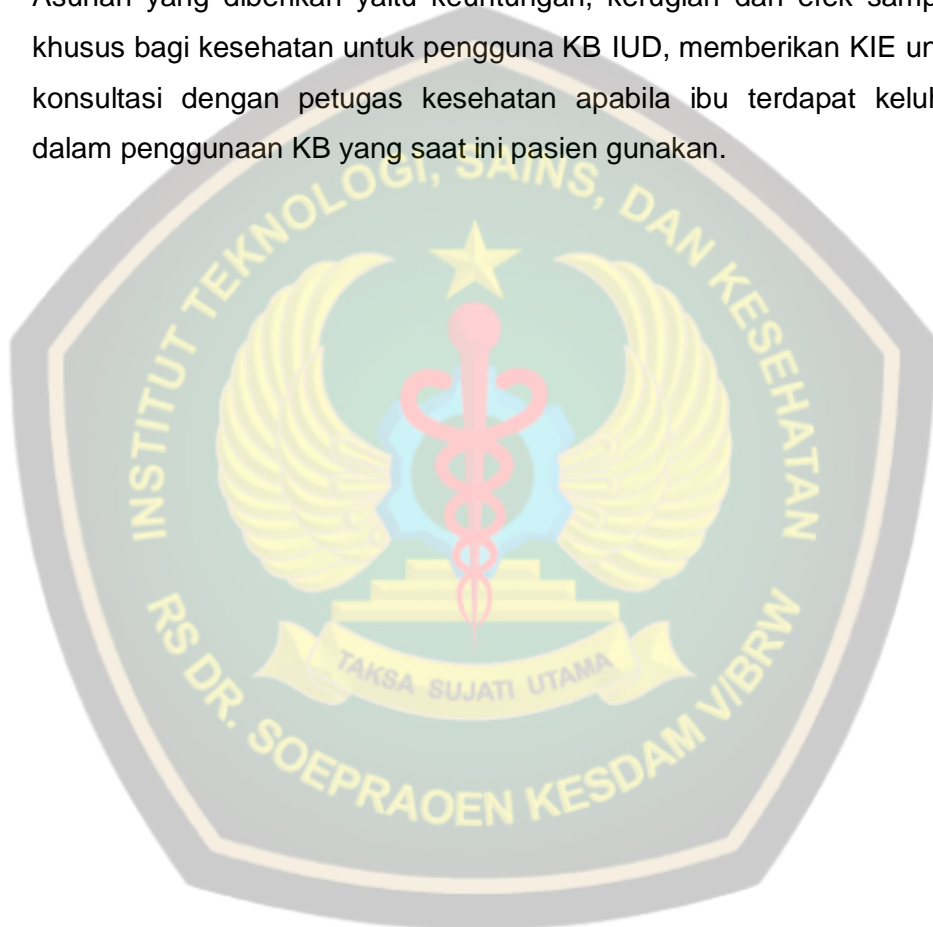 Asuhan yang diberikan yaitu keuntungan, kerugian dan efek samp
khusus bagi kesehatan untuk pengguna KB IUD, memberikan KIE un
konsultasi dengan petugas kesehatan apabila ibu terdapat keluh
dalam penggunaan KB yang saat ini pasien gunakan.
INSTITUT TEKNOLOGI, SAINS, DAN KESEHATAN
TAKSA SUJATI UTAMA
RS DR. SOEPRAOEN KESDAM V/BRW